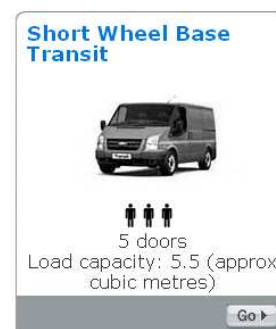 Short Wheel Base
Transit
5 doors
Load capacity: 5.5 (approx
cubic metres)
Go